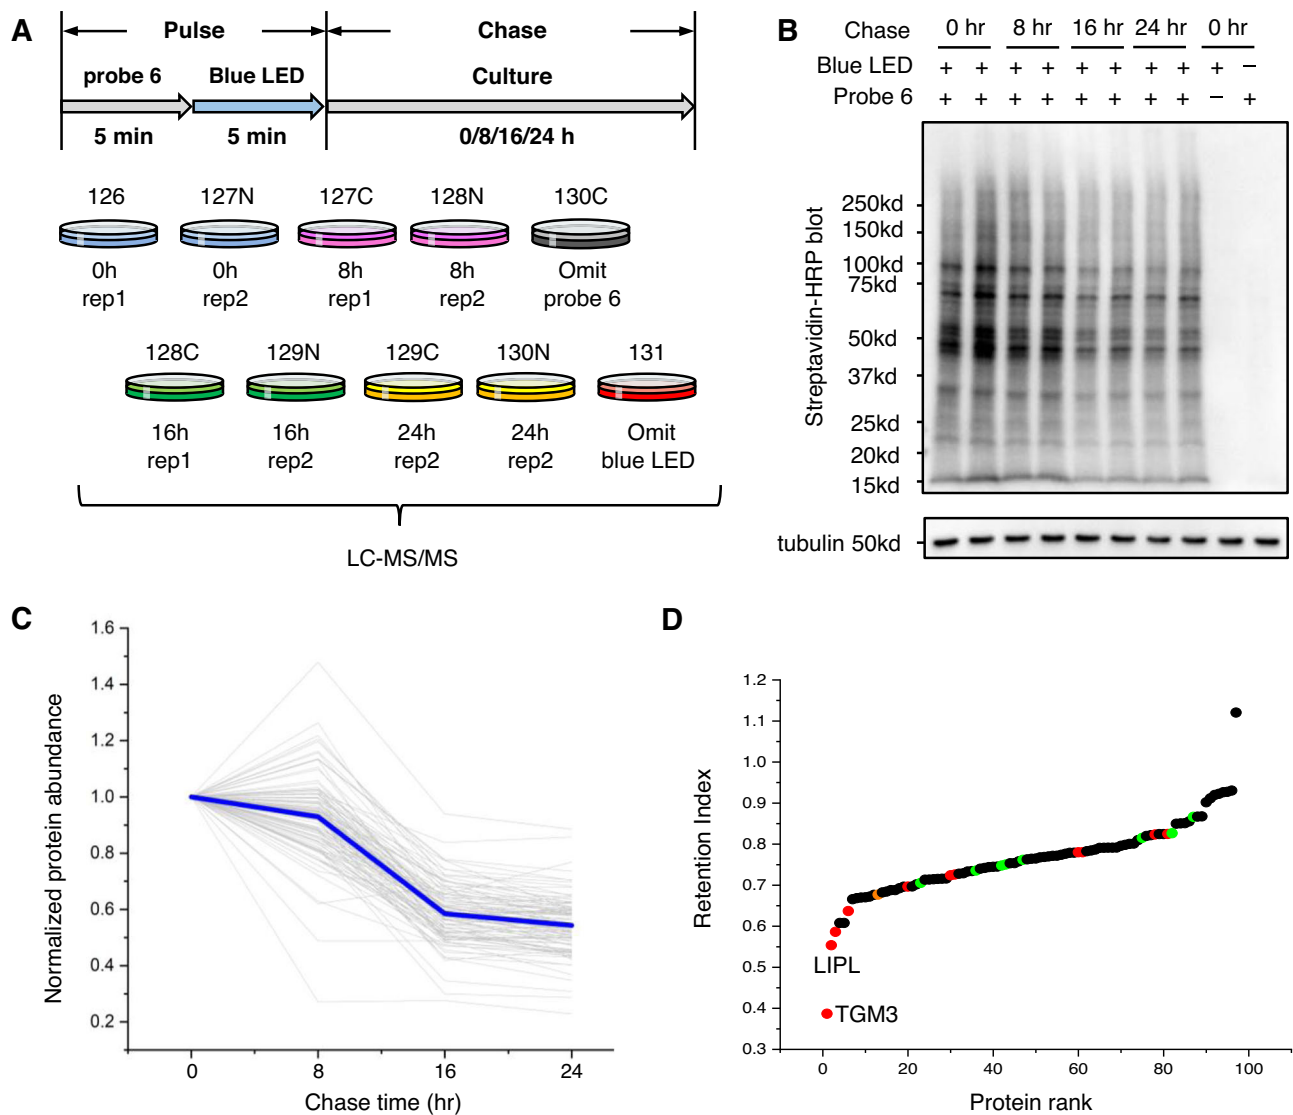 A
Pulse
Chase
probe 6
Blue LED
Culture
5 min
5 min
0/8/16/24 h
126
127N
127C
128N
130C
0h
0h
8h
8h
Omit
rep1
rep2
rep1
rep2
probe 6
128C
129N
129C
130N
131
16h
16h
24h
24h
Omit
rep1
rep2
rep2
rep2
blue LED
LC-MS/MS
B
Chase 0 hr 8 hr 16 hr 24 hr 0 hr
Blue LED + + + + + + + + + −
Probe 6 + + + + + + + + − +
Streptavidin-HRP blot
250kd
150kd
100kd
75kd
50kd
37kd
25kd
20kd
15kd
tubulin 50kd
C
Normalized protein abundance
1.6
1.4
1.2
1.0
0.8
0.6
0.4
0.2
0 8 16 24
Chase time (hr)
D
Retention Index
1.2
1.1
1.0
0.9
0.8
0.7
0.6
0.5
0.4
0.3
LIPL
TGM3
0 20 40 60 80 100
Protein rank